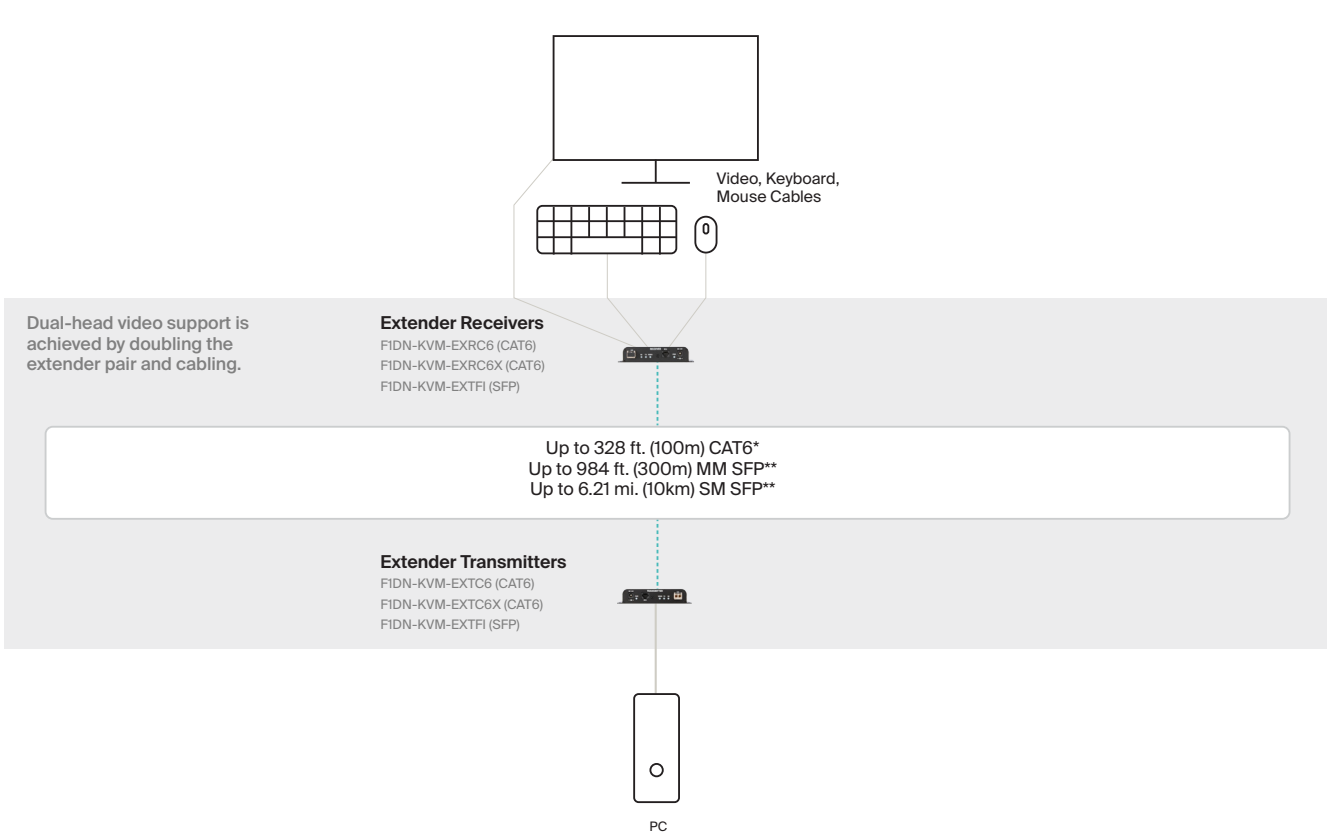 Video, Keyboard,
Mouse Cables
Dual-head video support is
achieved by doubling the
extender pair and cabling.
Extender Receivers
F1DN-KVM-EXRC6 (CAT6)
F1DN-KVM-EXRC6X (CAT6)
F1DN-KVM-EXTFI (SFP)
Up to 328 ft. (100m) CAT6*
Up to 984 ft. (300m) MM SFP**
Up to 6.21 mi. (10km) SM SFP**
Extender Transmitters
F1DN-KVM-EXTC6 (CAT6)
F1DN-KVM-EXTC6X (CAT6)
F1DN-KVM-EXTFI (SFP)
PC